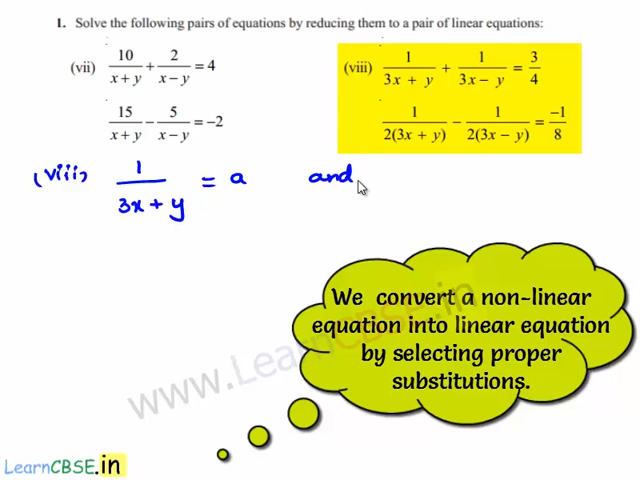 1. Solve the following pairs of equations by reducing them to a pair of linear equations:
(vii) 10/(x + y) + 2/(x − y) = 4
15/(x + y) − 5/(x − y) = −2
(viii) 1/(3x + y) + 1/(3x − y) = 3/4
1/2(3x + y) − 1/2(3x − y) = −1/8
(viii) 1/(3x + y) = a and
We convert a non-linear
equation into linear equation
by selecting proper
substitutions.
www.LearnCBSE.in
LearnCBSE.in